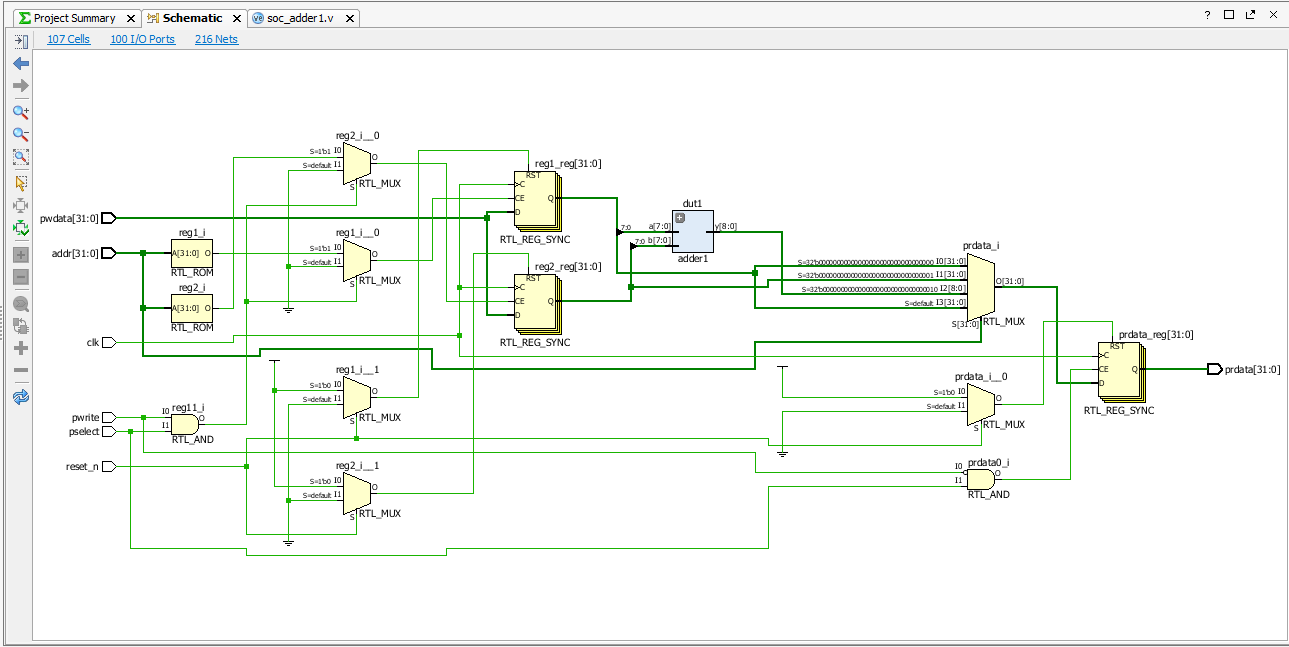 Project Summary
Schematic
soc_adder1.v
107 Cells
100 I/O Ports
216 Nets
reg2_i__0
S=1'b1 I0
S=default I1
O
S
RTL_MUX
reg1_reg[31:0]
RST
C
CE
D
Q
RTL_REG_SYNC
pwdata[31:0]
addr[31:0]
reg1_i
A[31:0] O
RTL_ROM
reg2_i
A[31:0] O
RTL_ROM
reg1_i__0
S=1'b1 I0
S=default I1
O
S
RTL_MUX
reg2_reg[31:0]
RST
C
CE
D
Q
RTL_REG_SYNC
dut1
7:0
a[7:0]
7:0
b[7:0]
y[8:0]
adder1
prdata_i
S=32'b00000000000000000000000000000000 I0[31:0]
S=32'b00000000000000000000000000000001 I1[31:0]
S=32'b00000000000000000000000000000010 I2[8:0]
S=default I3[31:0]
O[31:0]
S[31:0]
RTL_MUX
clk
reg1_i__1
S=1'b0 I0
S=default I1
O
S
RTL_MUX
prdata_i__0
S=1'b0 I0
S=default I1
O
S
RTL_MUX
prdata_reg[31:0]
RST
C
CE
D
Q
RTL_REG_SYNC
prdata[31:0]
pwrite
pselect
reg11_i
I0
I1
O
RTL_AND
reset_n
reg2_i__1
S=1'b0 I0
S=default I1
O
S
RTL_MUX
prdata0_i
I0
I1
O
RTL_AND